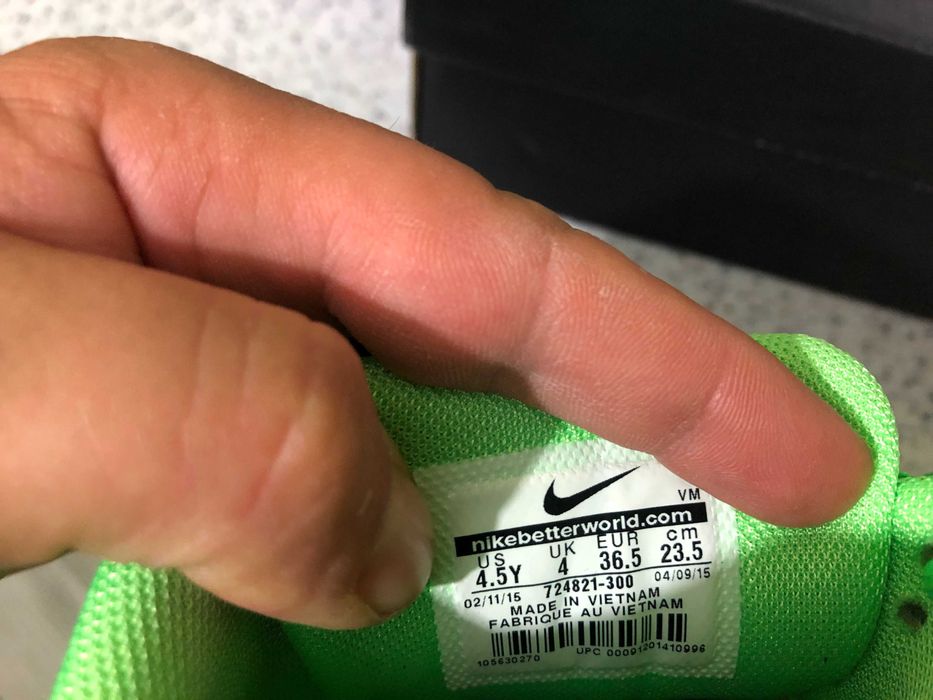 VM
nikebetterworld.com
US UK EUR cm
4.5Y 4 36.5 23.5
724821-300
02/11/15 04/09/15
MADE IN VIETNAM
FABRIQUE AU VIETNAM
105630270 UPC 00091201410996